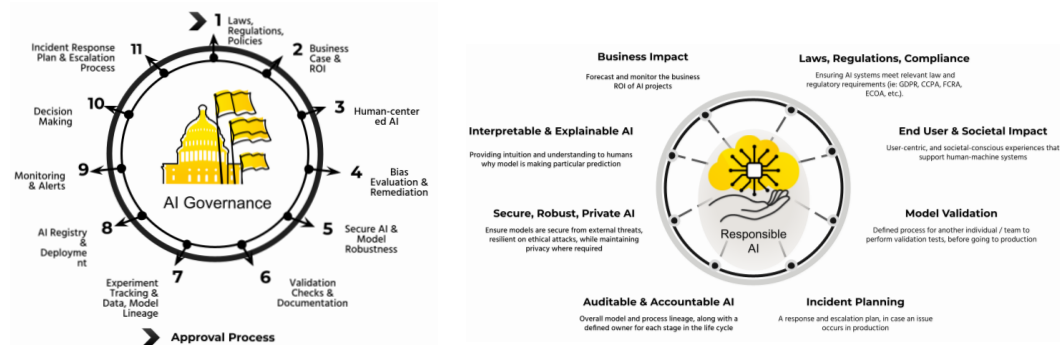 1
Laws,
Regulations,
Policies
2
Business
Case &
ROI
3
Human-center
ed AI
4
Bias
Evaluation &
Remediation
5
Secure AI &
Model
Robustness
6
Validation
Checks &
Documentation
7
Experiment
Tracking &
Data, Model
Lineage
8
AI Registry
&
Deployme
nt
9
Monitoring
& Alerts
10
Decision
Making
11
Incident Response
Plan & Escalation
Process
AI Governance
Approval Process
Business Impact
Forecast and monitor the business
ROI of AI projects
Laws, Regulations, Compliance
Ensuring AI systems meet relevant law and
regulatory requirements (ie: GDPR, CCPA, FCRA,
ECOA, etc.).
Interpretable & Explainable AI
Providing intuition and understanding to humans
why model is making particular prediction
End User & Societal Impact
User-centric, and societal-conscious experiences that
support human-machine systems
Secure, Robust, Private AI
Ensure models are secure from external threats,
resilient on ethical attacks, while maintaining
privacy where required
Model Validation
Defined process for another individual / team to
perform validation tests, before going to production
Responsible
AI
Auditable & Accountable AI
Overall model and process lineage, along with a
defined owner for each stage in the life cycle
Incident Planning
A response and escalation plan, in case an issue
occurs in production